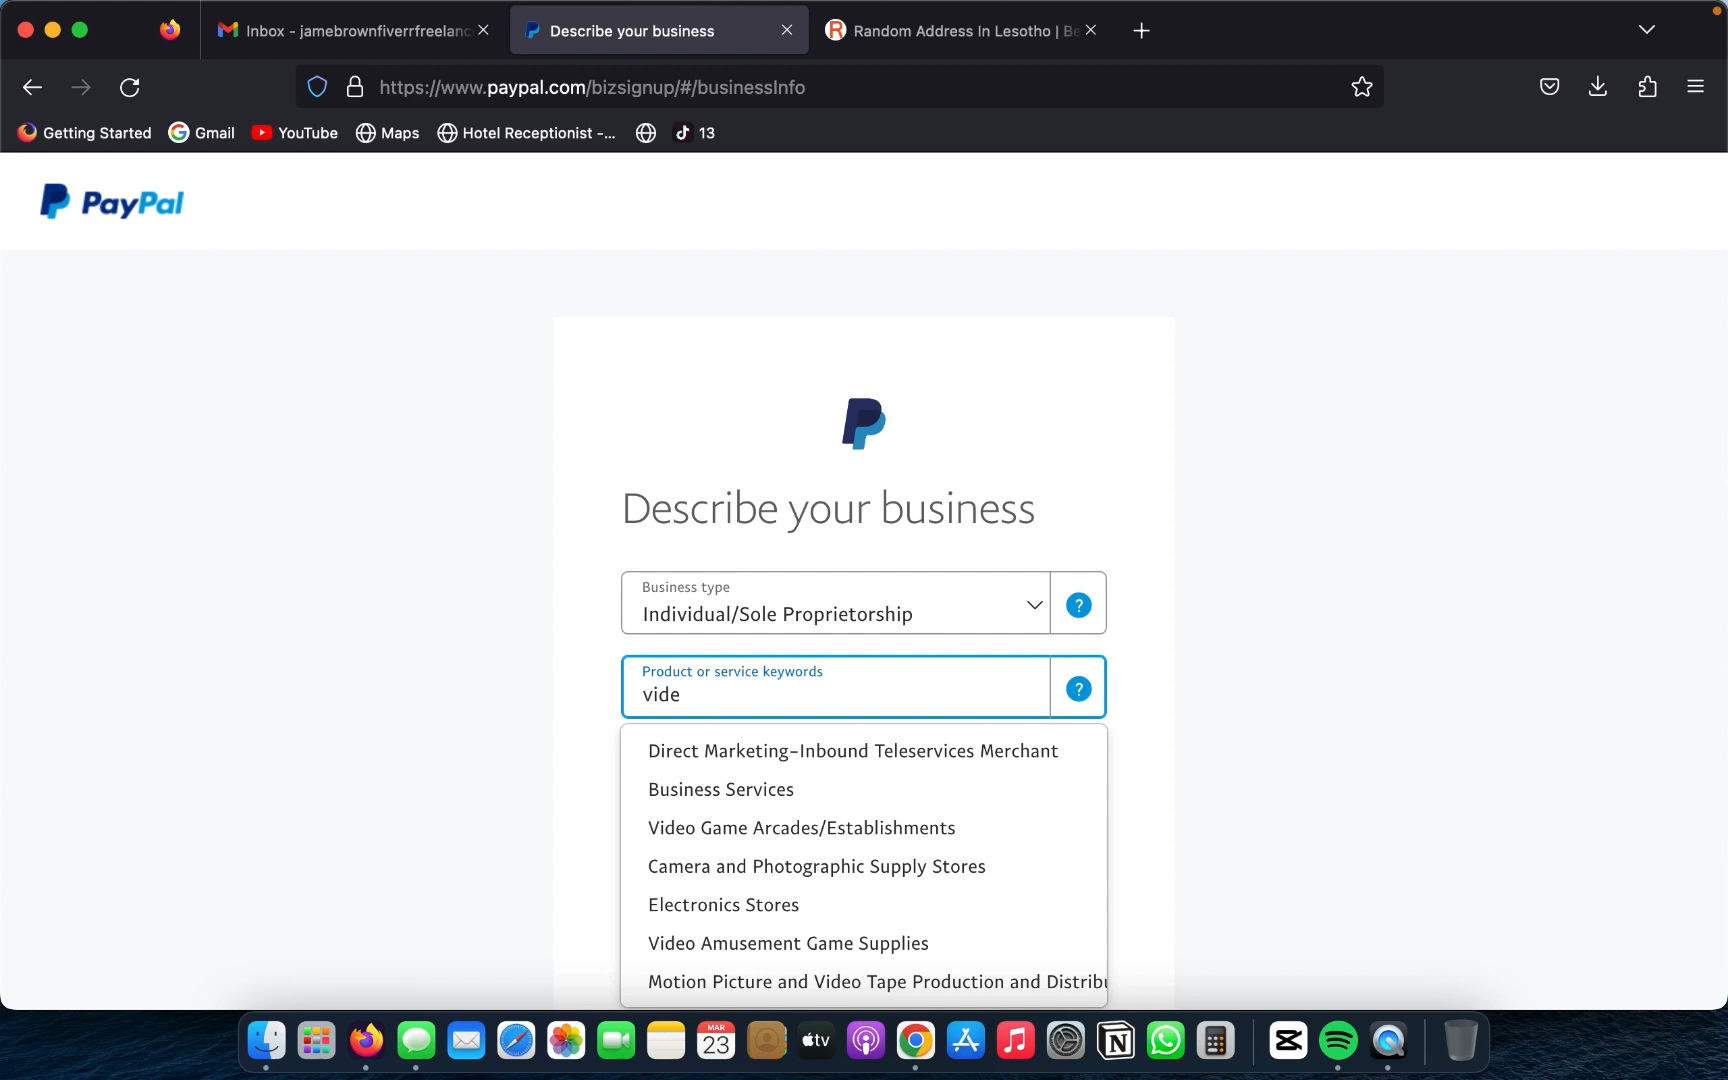 Inbox - jamebrownfiverrfreelanc
Describe your business
Random Address In Lesotho | Be
https://www.paypal.com/bizsignup/#/businessInfo
Getting Started
Gmail
YouTube
Maps
Hotel Receptionist -...
13
PayPal
Describe your business
Business type
Individual/Sole Proprietorship
?
Product or service keywords
vide
?
Direct Marketing-Inbound Teleservices Merchant
Business Services
Video Game Arcades/Establishments
Camera and Photographic Supply Stores
Electronics Stores
Video Amusement Game Supplies
Motion Picture and Video Tape Production and Distribu
MAR
23
tv